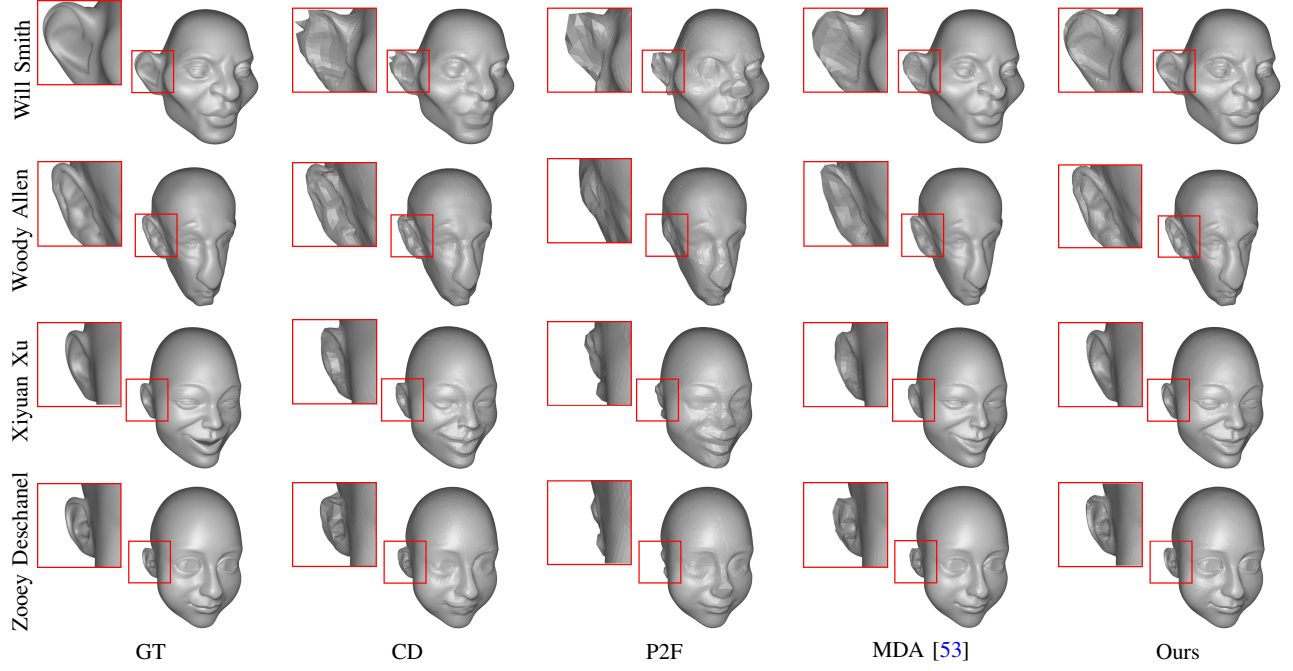 Will Smith
Woody Allen
Xiyuan Xu
Zooey Deschanel
GT CD P2F MDA [53] Ours